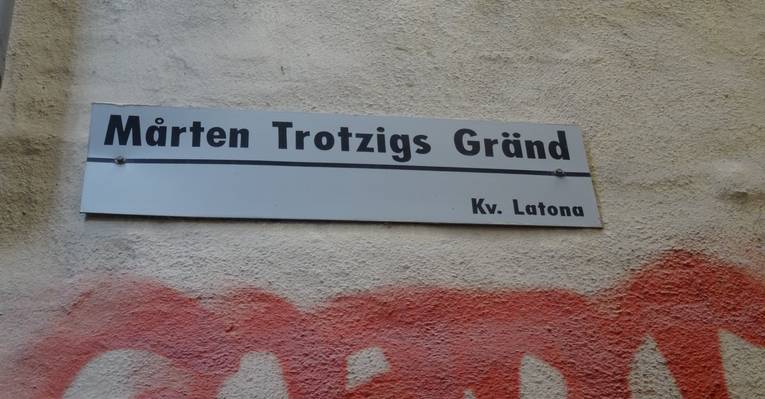 Mårten Trotzigs Gränd
Kv. Latona